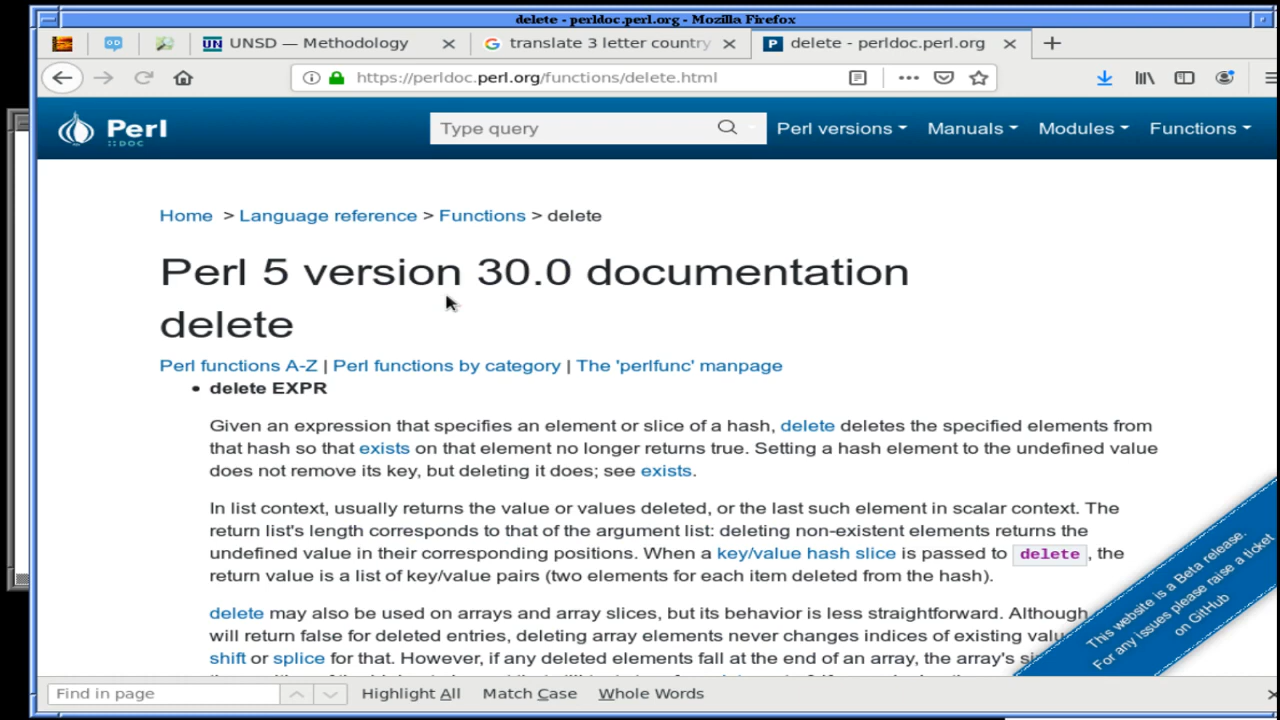 delete - perldoc.perl.org - Mozilla Firefox
UNSD — Methodology
translate 3 letter country
delete - perldoc.perl.org
https://perldoc.perl.org/functions/delete.html
Perl
::DOC
Type query
Perl versions
Manuals
Modules
Functions
Home > Language reference > Functions > delete
Perl 5 version 30.0 documentation
delete
Perl functions A-Z | Perl functions by category | The 'perlfunc' manpage
• delete EXPR
Given an expression that specifies an element or slice of a hash, delete deletes the specified elements from
that hash so that exists on that element no longer returns true. Setting a hash element to the undefined value
does not remove its key, but deleting it does; see exists.
In list context, usually returns the value or values deleted, or the last such element in scalar context. The
return list's length corresponds to that of the argument list: deleting non-existent elements returns the
undefined value in their corresponding positions. When a key/value hash slice is passed to delete, the
return value is a list of key/value pairs (two elements for each item deleted from the hash).
delete may also be used on arrays and array slices, but its behavior is less straightforward. Although
will return false for deleted entries, deleting array elements never changes indices of existing
shift or splice for that. However, if any deleted elements fall at the end of an array, the array's
This website is a Beta release.
For any issues please raise a ticket
on GitHub
Find in page
Highlight All
Match Case
Whole Words